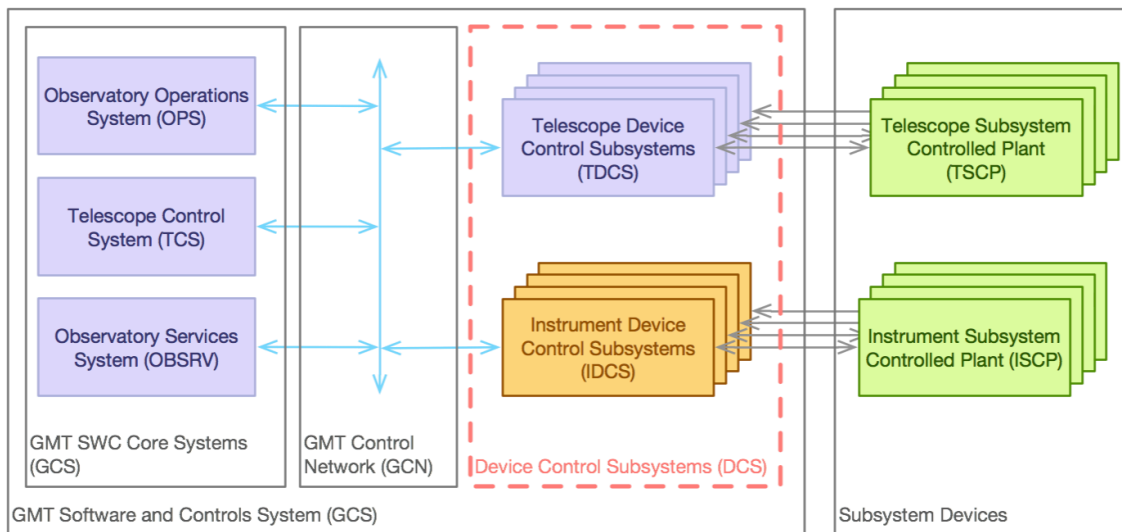 Observatory Operations
System (OPS)
Telescope Control
System (TCS)
Observatory Services
System (OBSRV)
GMT SWC Core Systems
(GCS)
GMT Control
Network (GCN)
Telescope Device
Control Subsystems
(TDCS)
Instrument Device
Control Subsystems
(IDCS)
Device Control Subsystems (DCS)
GMT Software and Controls System (GCS)
Telescope Subsystem
Controlled Plant
(TSCP)
Instrument Subsystem
Controlled Plant (ISCP)
Subsystem Devices